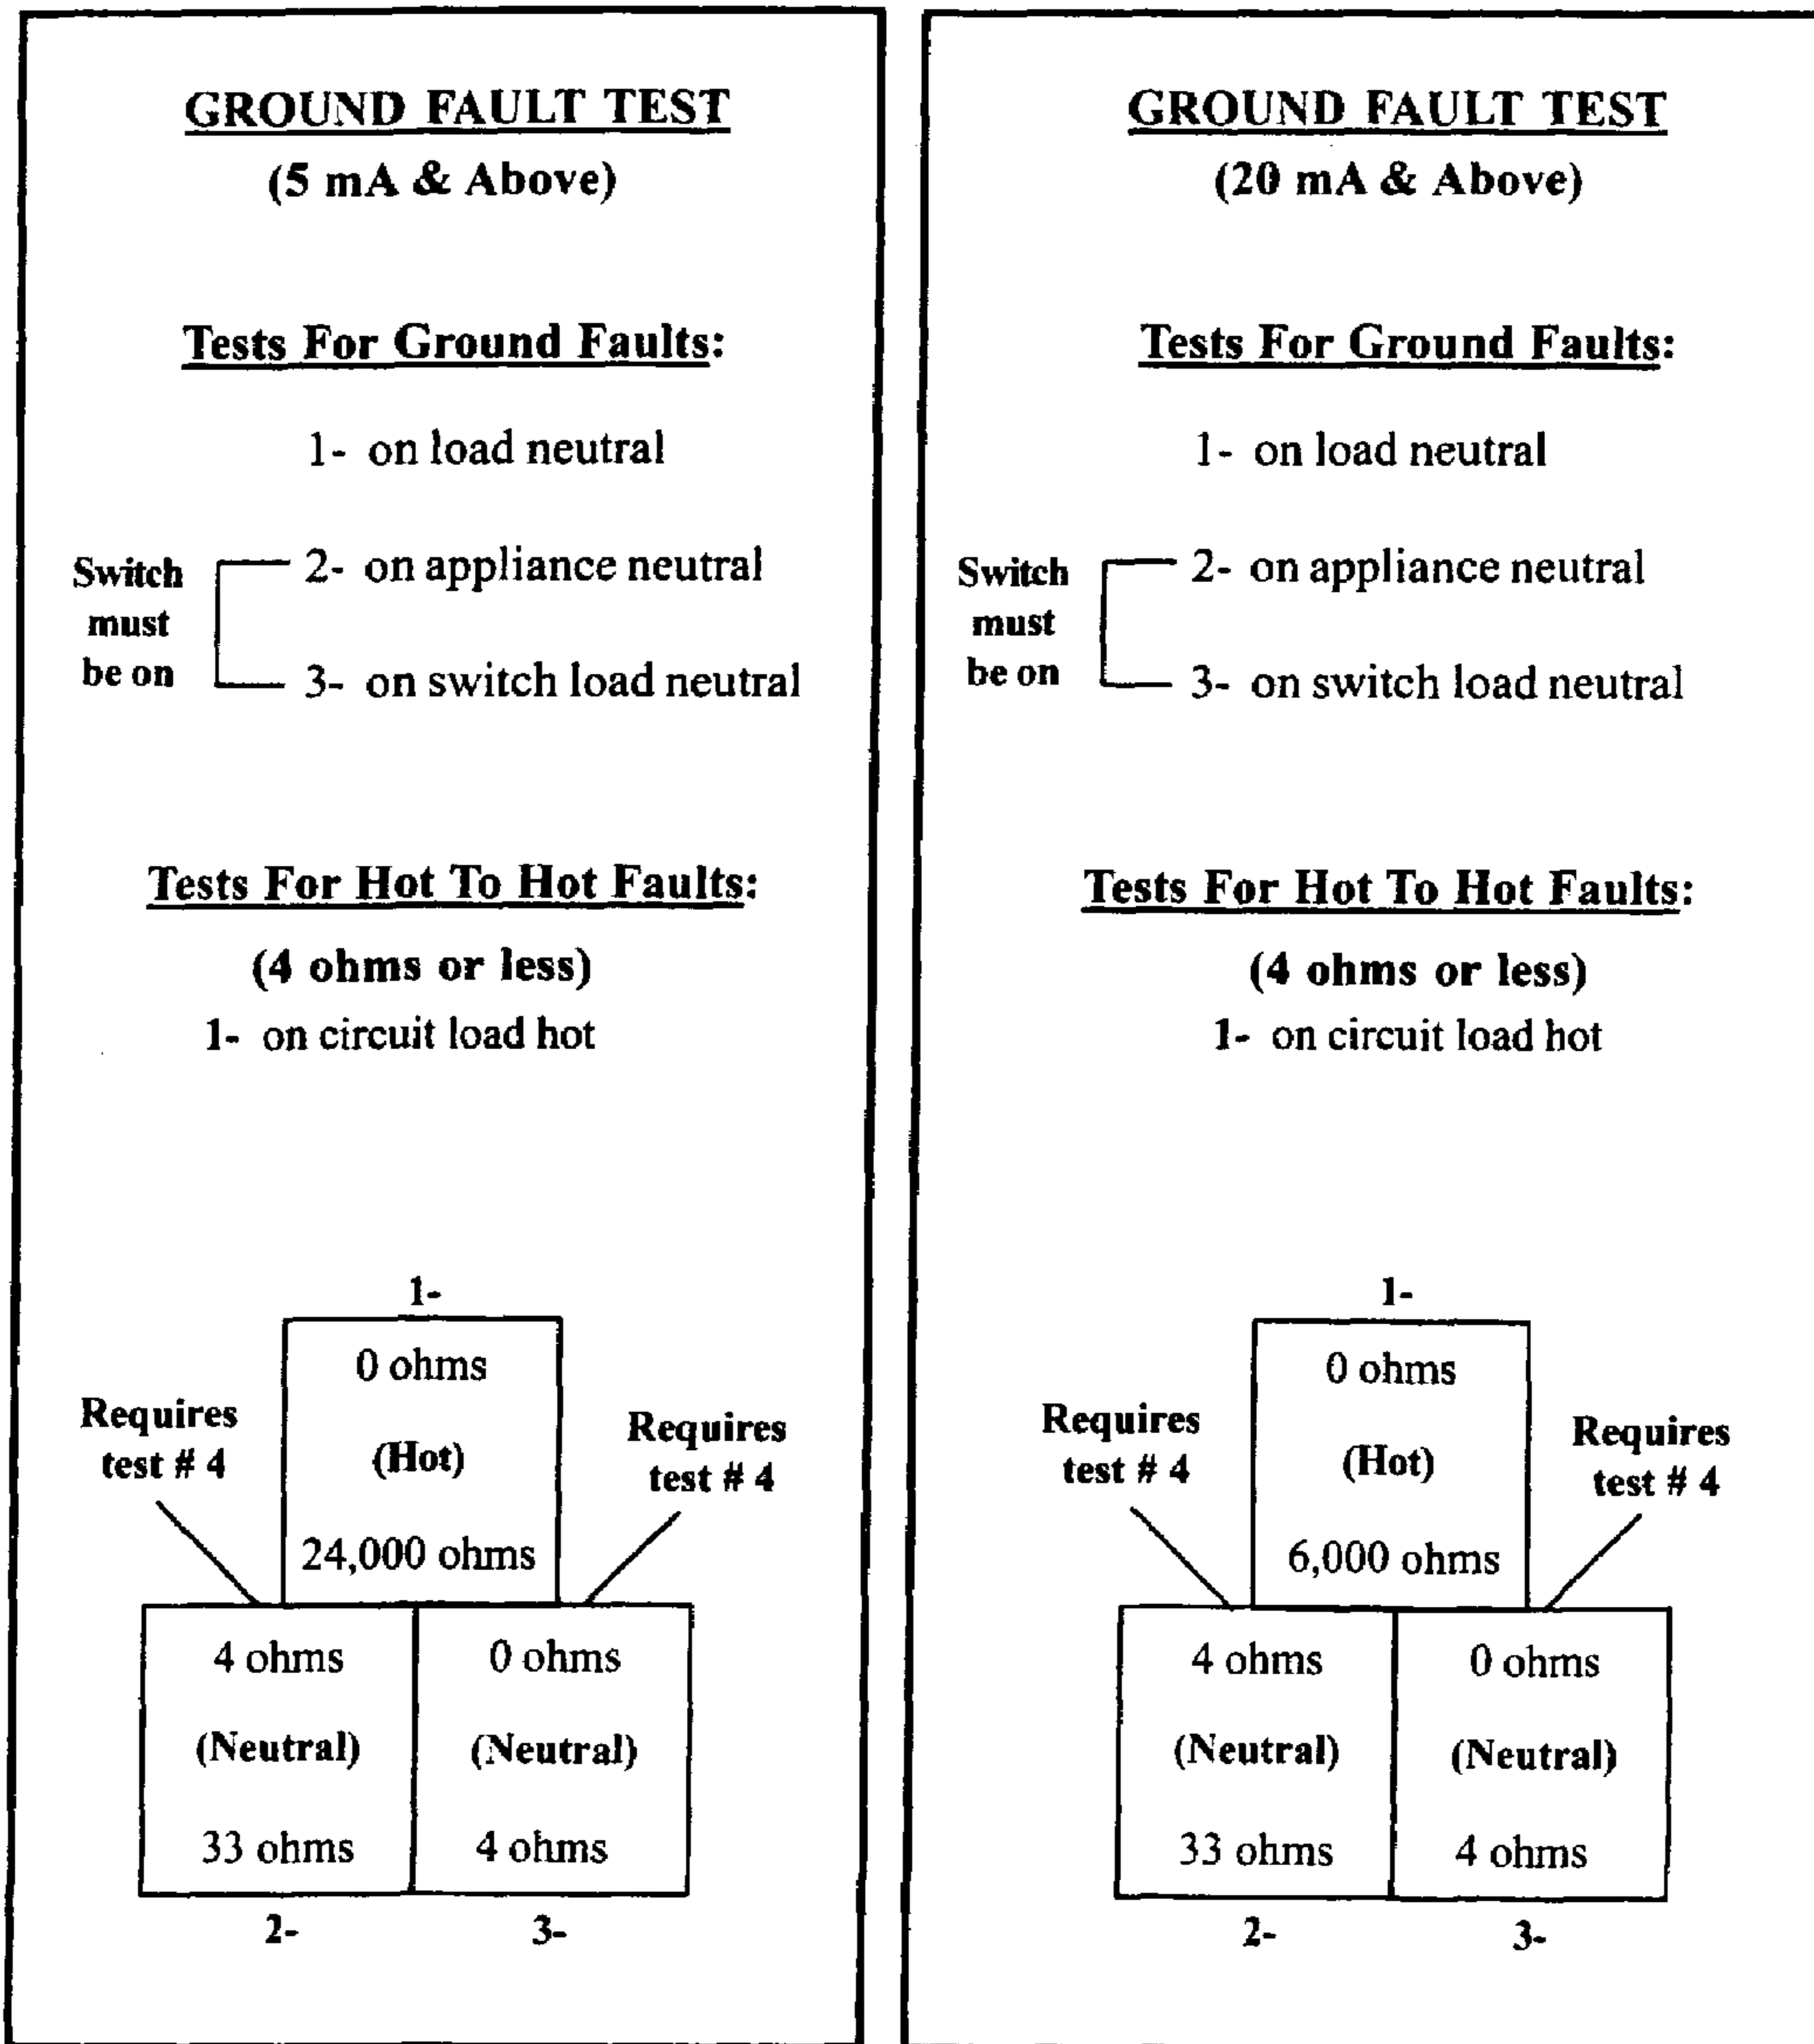 GROUND FAULT TEST
(5 mA & Above)
Tests For Ground Faults:
1- on load neutral
Switch must be on
2- on appliance neutral
3- on switch load neutral
Tests For Hot To Hot Faults:
(4 ohms or less)
1- on circuit load hot
1-
0 ohms
(Hot)
24,000 ohms
Requires
test # 4
Requires
test # 4
4 ohms
(Neutral)
33 ohms
0 ohms
(Neutral)
4 ohms
2-
3-
GROUND FAULT TEST
(20 mA & Above)
Tests For Ground Faults:
1- on load neutral
Switch
must
be on
2- on appliance neutral
3- on switch load neutral
Tests For Hot To Hot Faults:
(4 ohms or less)
1- on circuit load hot
1-
0 ohms
(Hot)
6,000 ohms
Requires
test # 4
Requires
test # 4
4 ohms
(Neutral)
33 ohms
0 ohms
(Neutral)
4 ohms
2-
3-